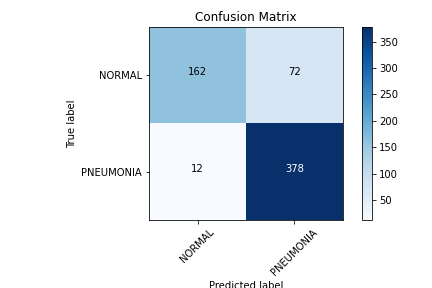 Confusion Matrix
True label
NORMAL
162
72
PNEUMONIA
12
378
NORMAL
PNEUMONIA
Predicted label
350
300
250
200
150
100
50